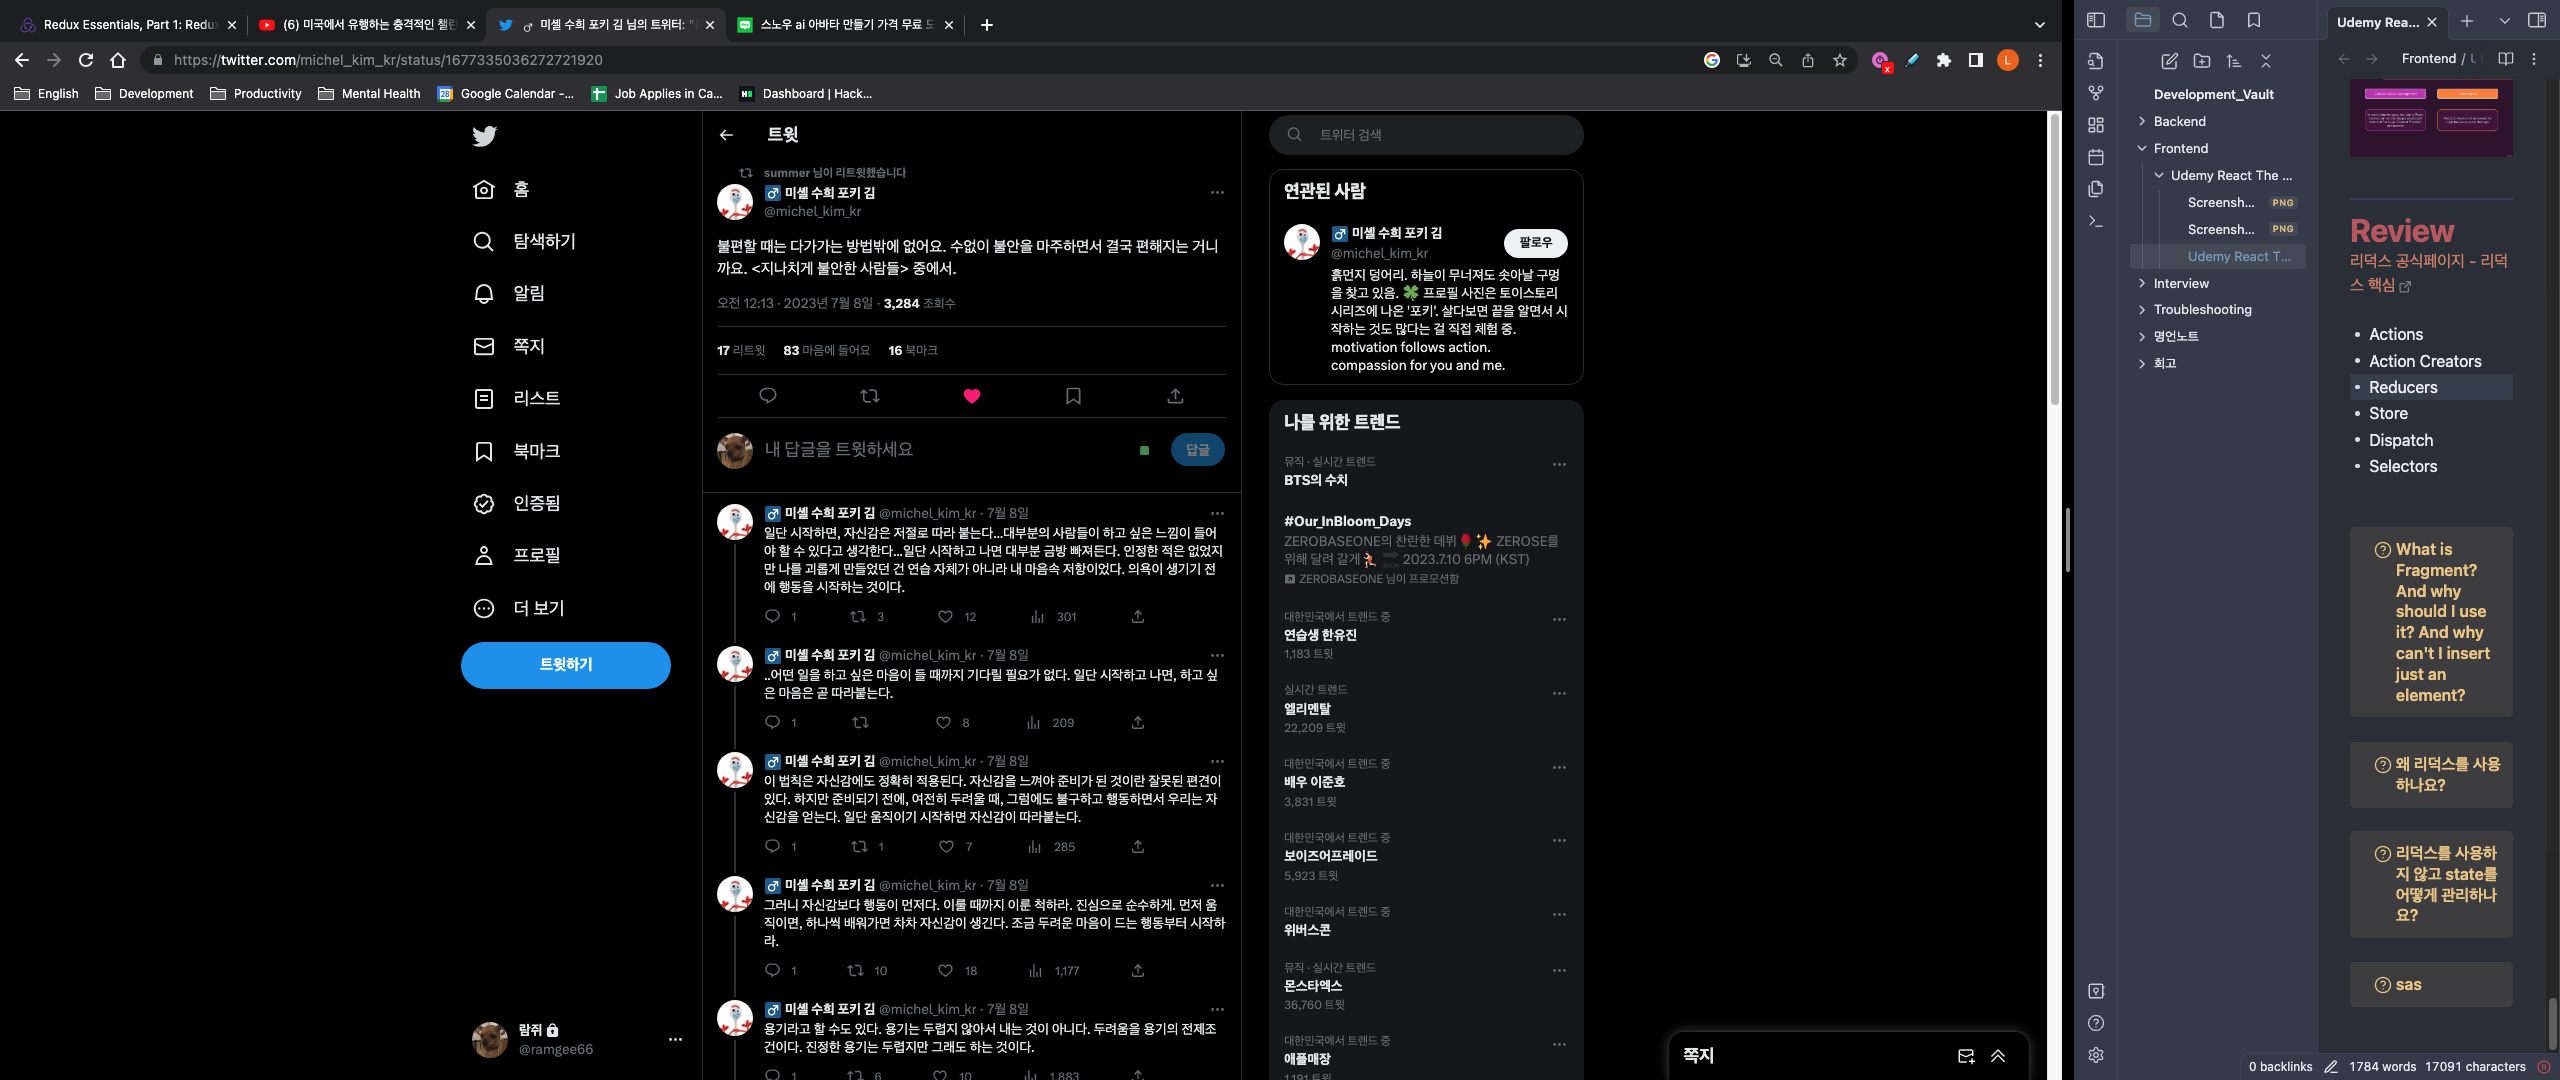 Redux Essentials, Part 1: Redux
(6) 미국에서 유행하는 충격적인 챌린
미셸 수희 포키 김 님의 트위터: "
스노우 ai 아바타 만들기 가격 무료 도
https://twitter.com/michel_kim_kr/status/1677335036272721920
English
Development
Productivity
Mental Health
Google Calendar -...
Job Applies in Ca...
Dashboard | Hack...
홈
탐색하기
알림
쪽지
리스트
북마크
인증됨
프로필
더 보기
트윗하기
람쥐
@ramgee66
트윗
summer 님이 리트윗했습니다
미셸 수희 포키 김
@michel_kim_kr
불편할 때는 다가가는 방법밖에 없어요. 수없이 불안을 마주하면서 결국 편해지는 거니
까요. <지나치게 불안한 사람들> 중에서.
오전 12:13 · 2023년 7월 8일 · 3,284 조회수
17 리트윗 83 마음에 들어요 16 북마크
내 답글을 트윗하세요
답글
미셸 수희 포키 김 @michel_kim_kr · 7월 8일
일단 시작하면, 자신감은 저절로 따라 붙는다...대부분의 사람들이 하고 싶은 느낌이 들어
야 할 수 있다고 생각한다...일단 시작하고 나면 대부분 금방 빠져든다. 인정한 적은 없었지
만 나를 괴롭게 만들었던 건 연습 자체가 아니라 내 마음속 저항이었다. 의욕이 생기기 전
에 행동을 시작하는 것이다.
1 3 12 301
미셸 수희 포키 김 @michel_kim_kr · 7월 8일
..어떤 일을 하고 싶은 마음이 들 때까지 기다릴 필요가 없다. 일단 시작하고 나면, 하고 싶
은 마음은 곧 따라붙는다.
1 8 209
미셸 수희 포키 김 @michel_kim_kr · 7월 8일
이 법칙은 자신감에도 정확히 적용된다. 자신감을 느껴야 준비가 된 것이란 잘못된 편견이
있다. 하지만 준비되기 전에, 여전히 두려울 때, 그럼에도 불구하고 행동하면서 우리는 자
신감을 얻는다. 일단 움직이기 시작하면 자신감이 따라붙는다.
1 1 7 285
미셸 수희 포키 김 @michel_kim_kr · 7월 8일
그러니 자신감보다 행동이 먼저다. 이룰 때까지 이룬 척하라. 진심으로 순수하게. 먼저 움
직이면, 하나씩 배워가면 차차 자신감이 생긴다. 조금 두려운 마음이 드는 행동부터 시작하
라.
1 10 18 1,177
미셸 수희 포키 김 @michel_kim_kr · 7월 8일
용기라고 할 수도 있다. 용기는 두렵지 않아서 내는 것이 아니다. 두려움을 용기의 전제조
건이다. 진정한 용기는 두렵지만 그래도 하는 것이다.
1 6 10 1,883
트위터 검색
연관된 사람
미셸 수희 포키 김
@michel_kim_kr
팔로우
흙먼지 덩어리. 하늘이 무너져도 솟아날 구멍
을 찾고 있음. 🍀 프로필 사진은 토이스토리
시리즈에 나온 '포키'. 살다보면 끝을 알면서 시
작하는 것도 많다는 걸 직접 체험 중.
motivation follows action.
compassion for you and me.
나를 위한 트렌드
뮤직 · 실시간 트렌드
BTS의 수치
#Our_InBloom_Days
ZEROBASEONE의 찬란한 데뷔🌹✨ ZEROSE를
위해 달려 갈게 2023.7.10 6PM (KST)
ZEROBASEONE 님이 프로모션함
대한민국에서 트렌드 중
연습생 한유진
1,183 트윗
실시간 트렌드
엘리멘탈
22,209 트윗
대한민국에서 트렌드 중
배우 이준호
3,831 트윗
대한민국에서 트렌드 중
보이즈어프레이드
5,923 트윗
대한민국에서 트렌드 중
위버스콘
뮤직 · 실시간 트렌드
몬스타엑스
36,760 트윗
대한민국에서 트렌드 중
애플매장
1,191 트윗
쪽지
Udemy Rea...
Frontend /
Development_Vault
Backend
Frontend
Udemy React The ...
Screensh... PNG
Screensh... PNG
Udemy React T...
Interview
Troubleshooting
명언노트
회고
Review
리덕스 공식페이지 - 리덕
스 핵심
• Actions
• Action Creators
• Reducers
• Store
• Dispatch
• Selectors
What is
Fragment?
And why
should I use
it? And why
can't I insert
just an
element?
왜 리덕스를 사용
하나요?
리덕스를 사용하
지 않고 state를
어떻게 관리하나
요?
sas
0 backlinks 1784 words 17091 characters